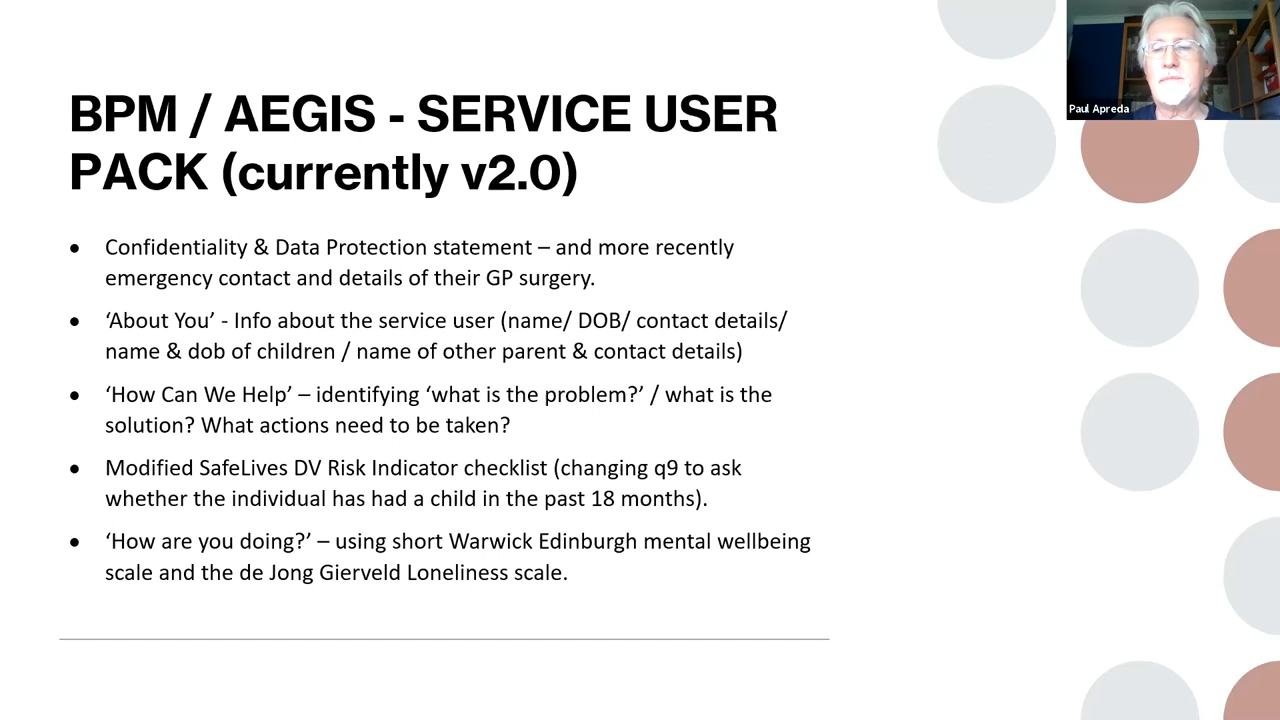 BPM / AEGIS - SERVICE USER
PACK (currently v2.0)
• Confidentiality & Data Protection statement – and more recently
emergency contact and details of their GP surgery.
• ‘About You’ - Info about the service user (name/ DOB/ contact details/
name & dob of children / name of other parent & contact details)
• ‘How Can We Help’ – identifying ‘what is the problem?’ / what is the
solution? What actions need to be taken?
• Modified SafeLives DV Risk Indicator checklist (changing q9 to ask
whether the individual has had a child in the past 18 months).
• ‘How are you doing?’ – using short Warwick Edinburgh mental wellbeing
scale and the de Jong Gierveld Loneliness scale.
Paul Apreda